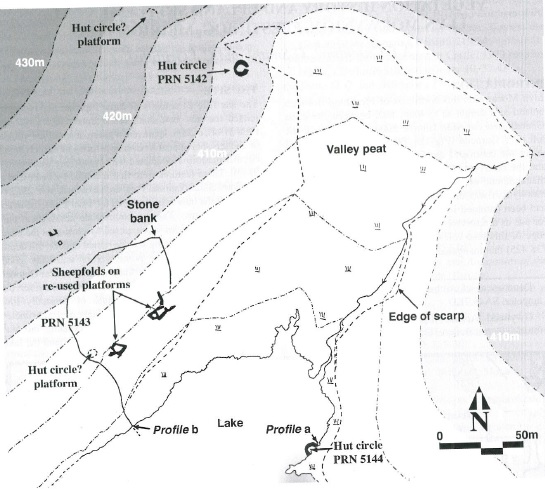 Hut circle?
platform
430m
Hut circle
PRN 5142
420m
410m
Valley peat
Stone
bank
Sheepfolds on
re-used platforms
PRN 5143
Edge of scarp
410m
Hut circle?
platform
Profile b
Lake
Profile a
Hut circle
PRN 5144
N
0
50m